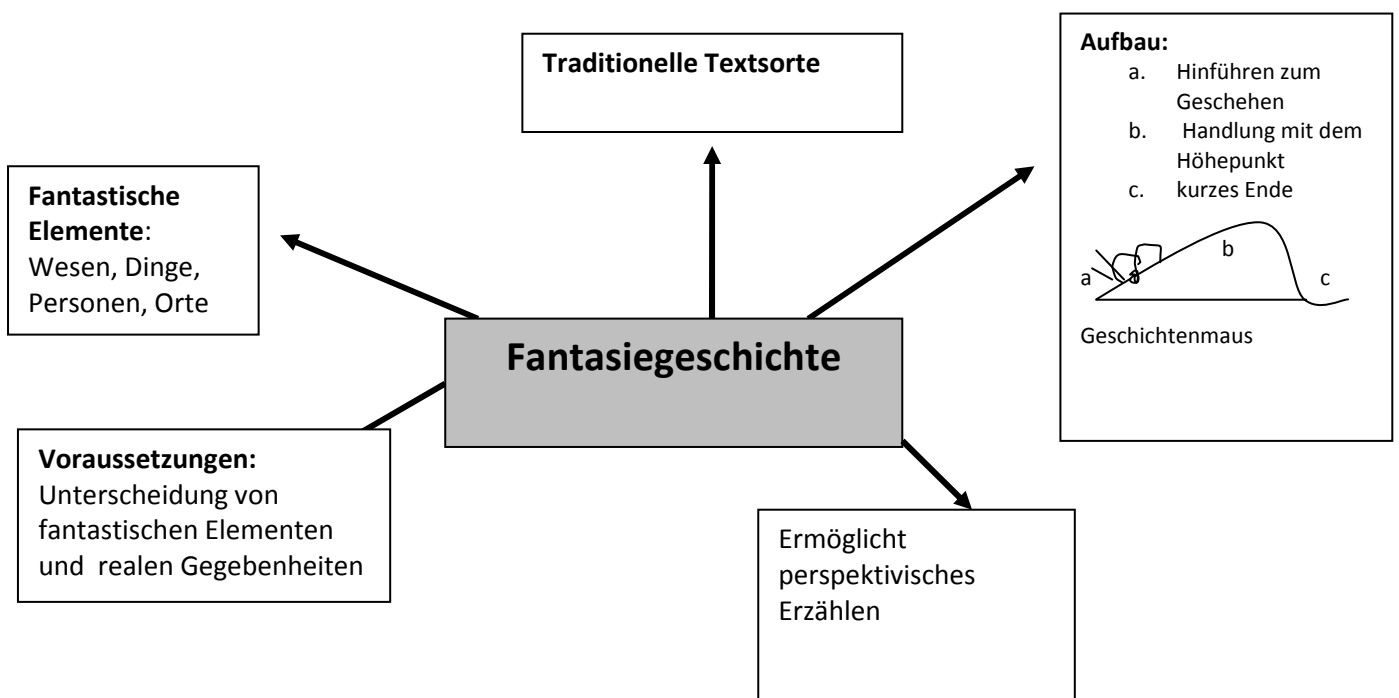 Traditionelle Textsorte
Aufbau:
a. Hinführen zum
Geschehen
b. Handlung mit dem
Höhepunkt
c. kurzes Ende
a
b
c
Geschichtenmaus
Fantastische
Elemente:
Wesen, Dinge,
Personen, Orte
Fantasiegeschichte
Voraussetzungen:
Unterscheidung von
fantastischen Elementen
und realen Gegebenheiten
Ermöglicht
perspektivisches
Erzählen